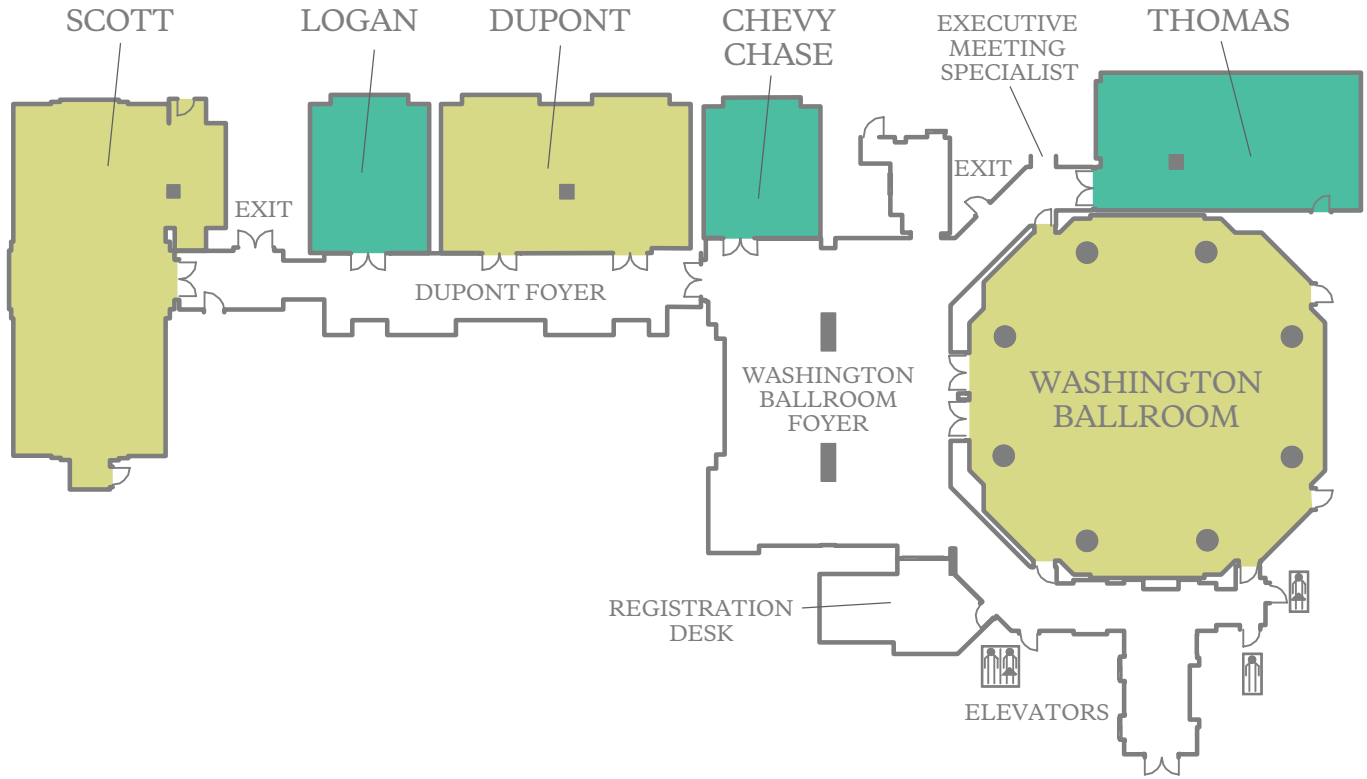 SCOTT
LOGAN
DUPONT
CHEVY
CHASE
EXECUTIVE
MEETING
SPECIALIST
THOMAS
EXIT
EXIT
DUPONT FOYER
WASHINGTON
BALLROOM
FOYER
WASHINGTON
BALLROOM
REGISTRATION
DESK
ELEVATORS